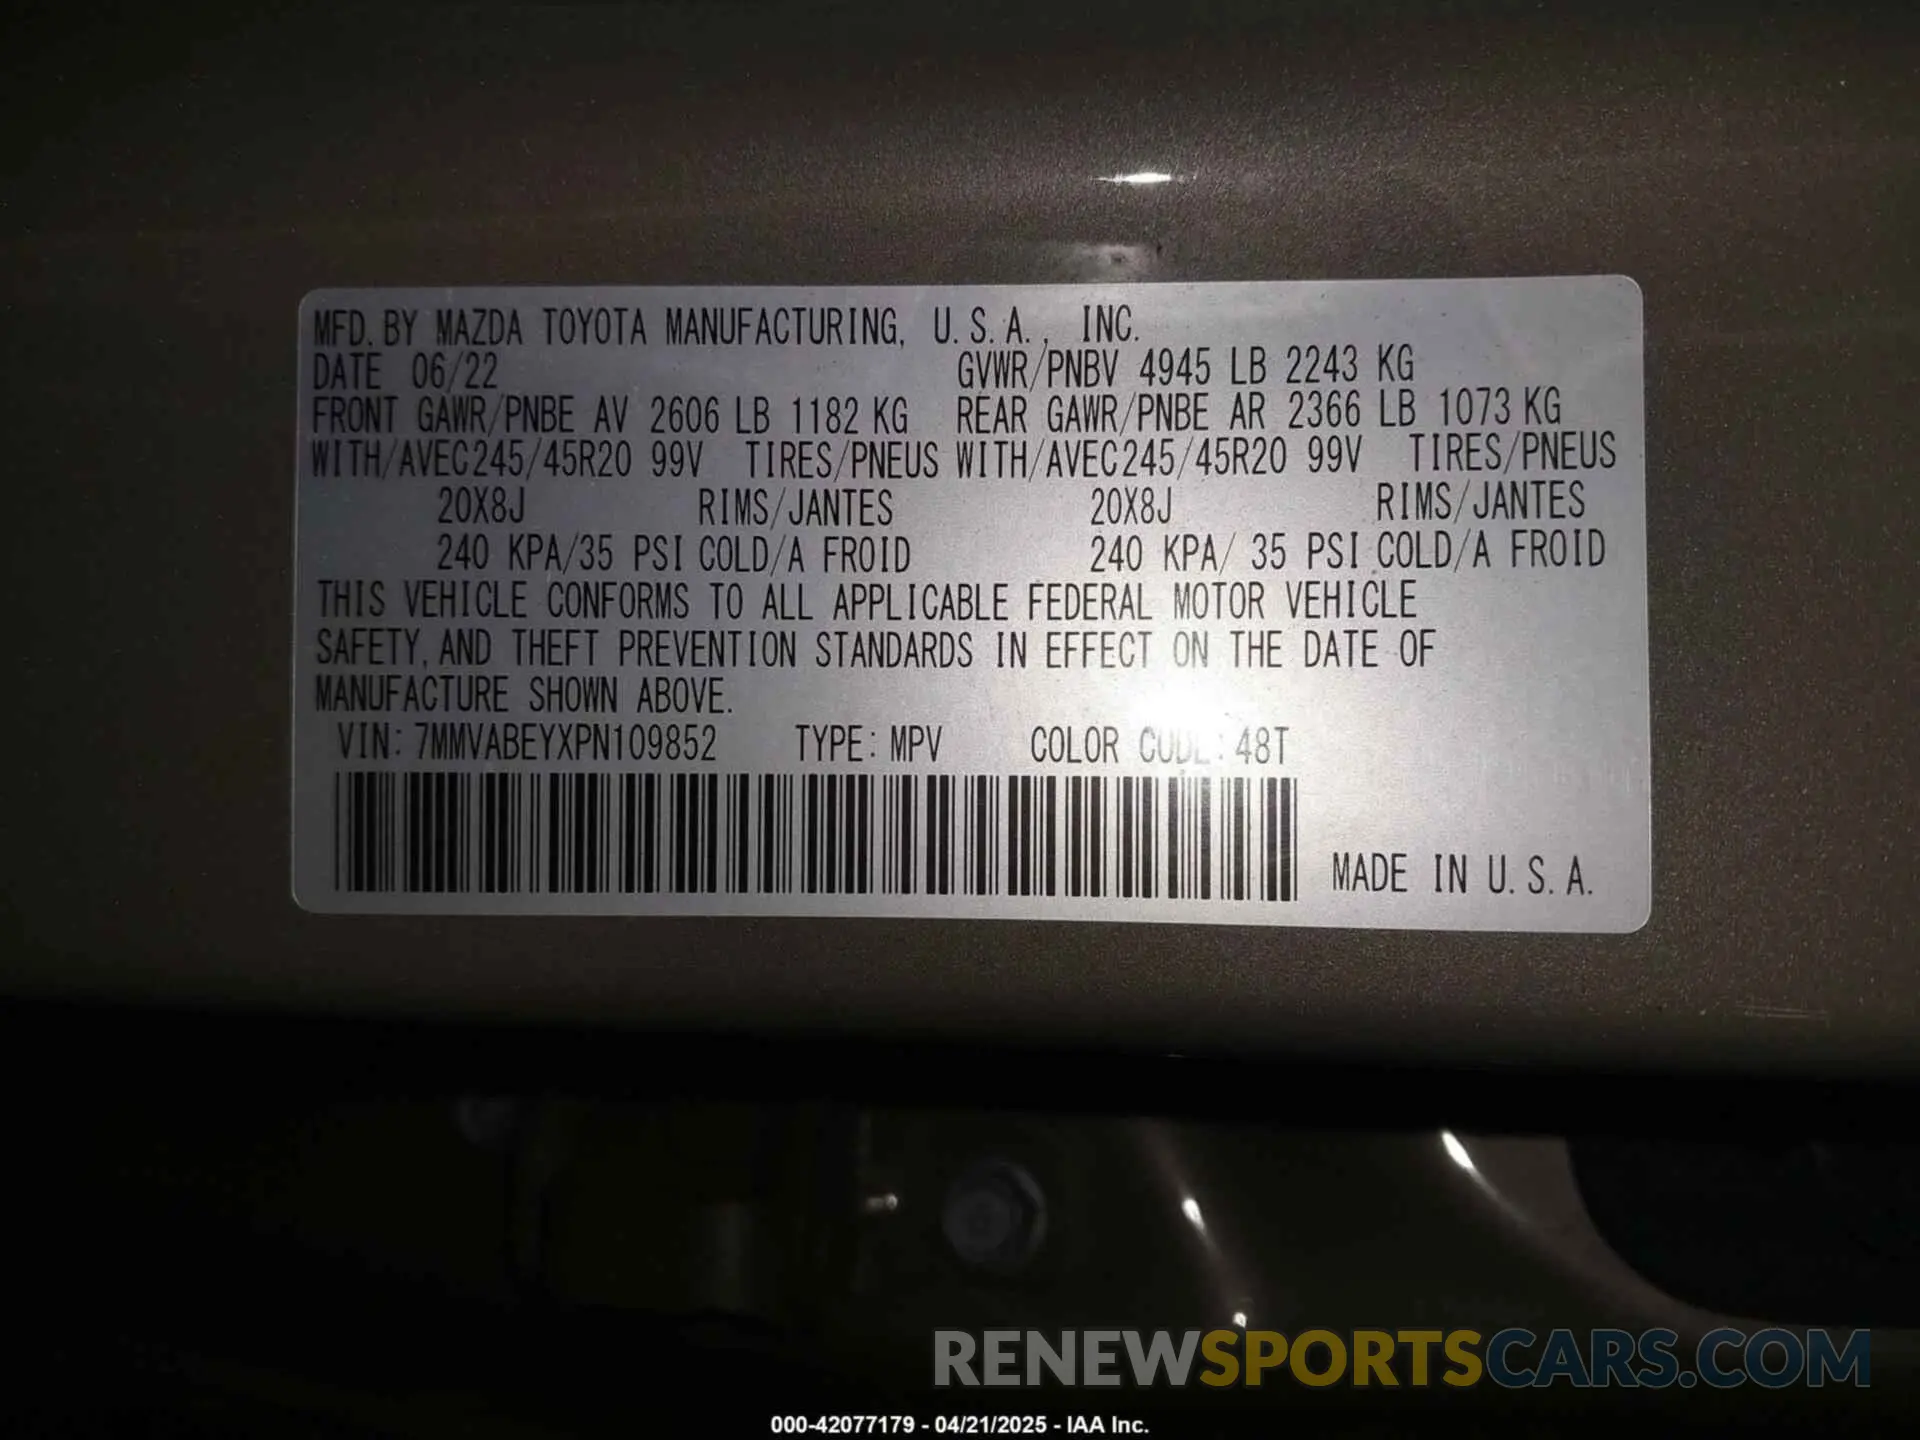 MFD. BY MAZDA TOYOTA MANUFACTURING, U.S.A., INC.
DATE 06/22 GVWR/PNBV 4945 LB 2243 KG
FRONT GAWR/PNBE AV 2606 LB 1182 KG REAR GAWR/PNBE AR 2366 LB 1073 KG
WITH/AVEC245/45R20 99V TIRES/PNEUS WITH/AVEC245/45R20 99V TIRES/PNEUS
20X8J RIMS/JANTES 20X8J RIMS/JANTES
240 KPA/35 PSI COLD/A FROID 240 KPA/ 35 PSI COLD/A FROID
THIS VEHICLE CONFORMS TO ALL APPLICABLE FEDERAL MOTOR VEHICLE
SAFETY, AND THEFT PREVENTION STANDARDS IN EFFECT ON THE DATE OF
MANUFACTURE SHOWN ABOVE.
VIN: 7MMVABEYXPN109852 TYPE: MPV COLOR CODE: 48T
MADE IN U.S.A.
RENEWSPORTSCARS.COM
000-42077179 - 04/21/2025 - IAA Inc.